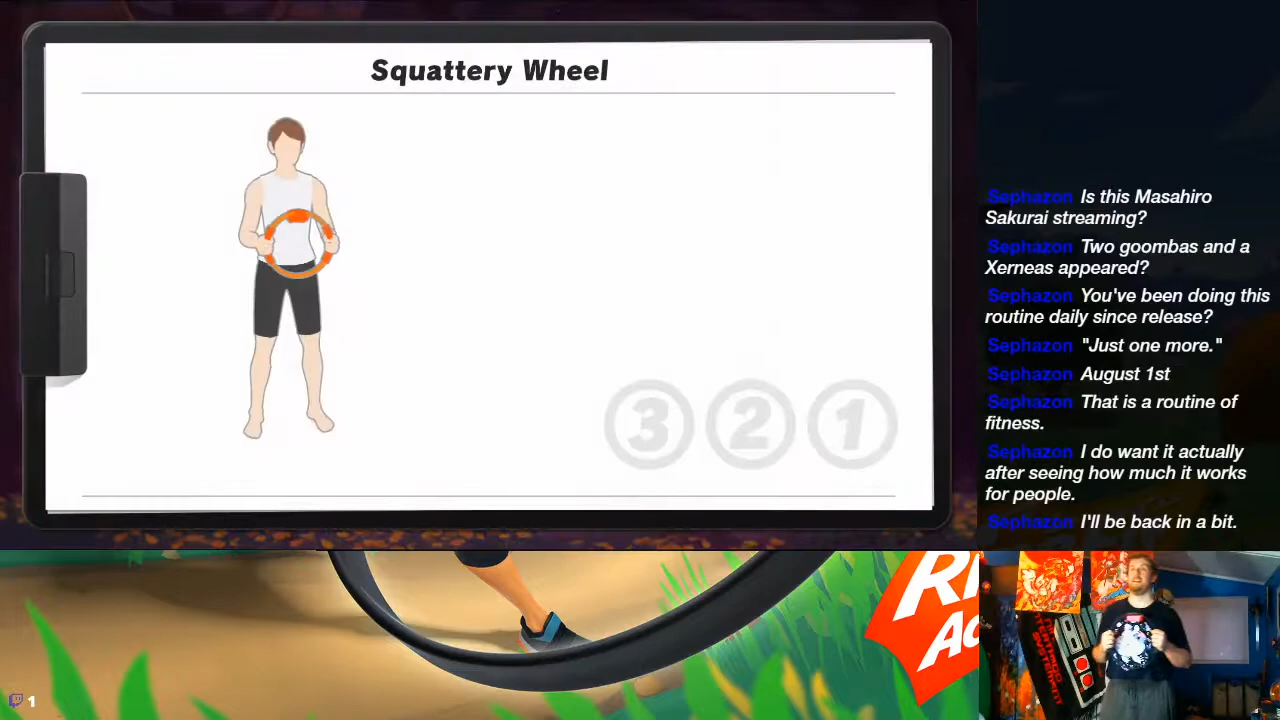 Squattery Wheel
3 2 1
Sephazon Is this Masahiro
Sakurai streaming?
Sephazon Two goombas and a
Xerneas appeared?
Sephazon You've been doing this
routine daily since release?
Sephazon "Just one more."
Sephazon August 1st
Sephazon That is a routine of
fitness.
Sephazon I do want it actually
after seeing how much it works
for people.
Sephazon I'll be back in a bit.
1